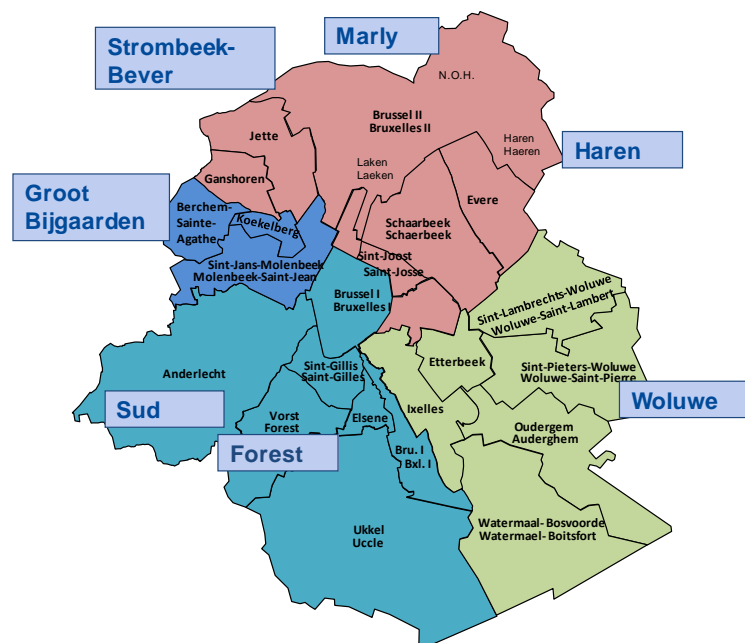 Marly
Strombeek-
Bever
N.O.H.
Brussel II
Bruxelles II
Jette
Haren
Haeren
Haren
Laken
Laeken
Ganshoren
Groot
Bijgaarden
Evere
Berchem-
Sainte-
Agathe
Koekelberg
Schaarbeek
Schaerbeek
Sint-Joost
Saint-Josse
Sint-Jans-Molenbeek
Molenbeek-Saint-Jean
Sint-Lambrechts-Woluwe
Woluwe-Saint-Lambert
Brussel I
Bruxelles I
Etterbeek
Sint-Gillis
Saint-Gilles
Anderlecht
Sint-Pieters-Woluwe
Woluwe-Saint-Pierre
Sud
Ixelles
Woluwe
Vorst
Forest
Elsene
Oudergem
Auderghem
Forest
Bru. I
Bxl. I
Watermaal-Bosvoorde
Watermael-Boitsfort
Ukkel
Uccle